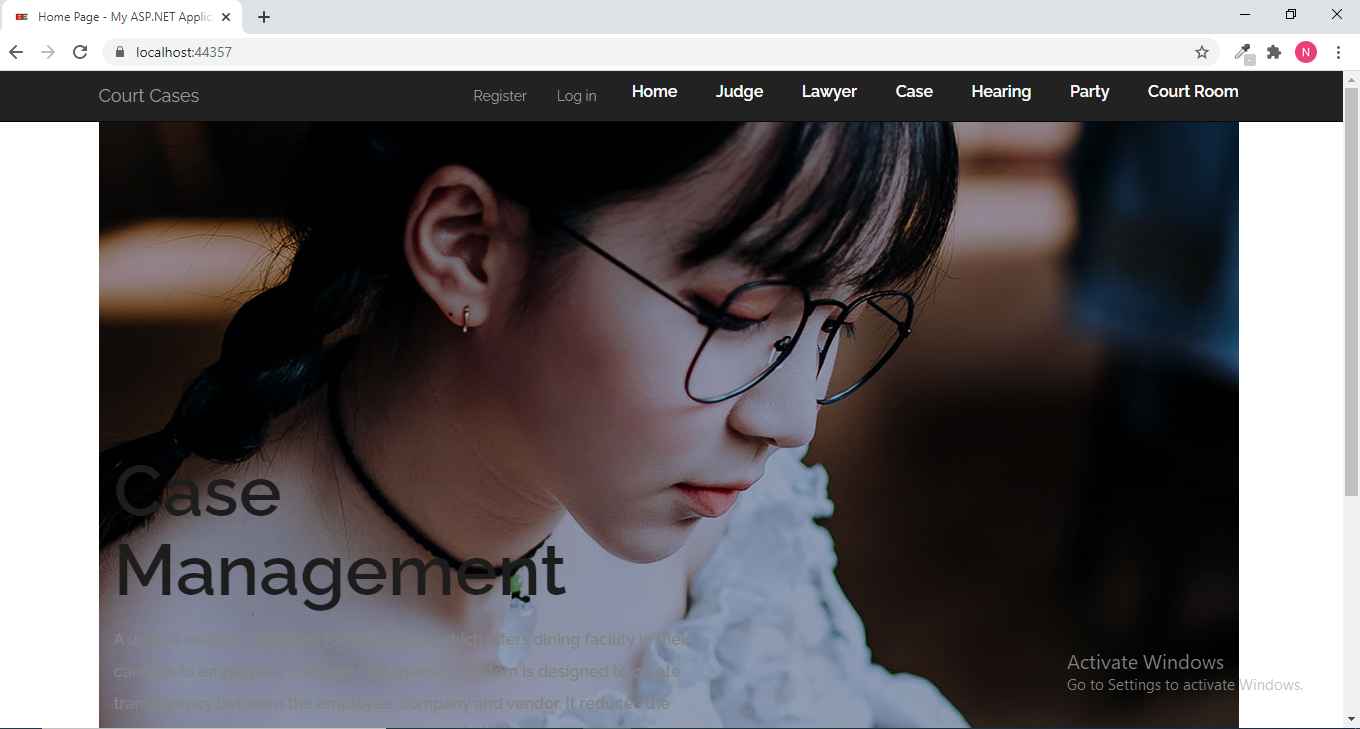 Home Page - My ASP.NET Applic
localhost:44357
N
Court Cases Register Log in Home Judge Lawyer Case Hearing Party Court Room
Case
Management
A unique solution designed for the which offers dining facility in their
canteen to employees. Canteen Management System is designed to create
transparency between the employee, company and vendor. It reduces the
Activate Windows
Go to Settings to activate Windows.